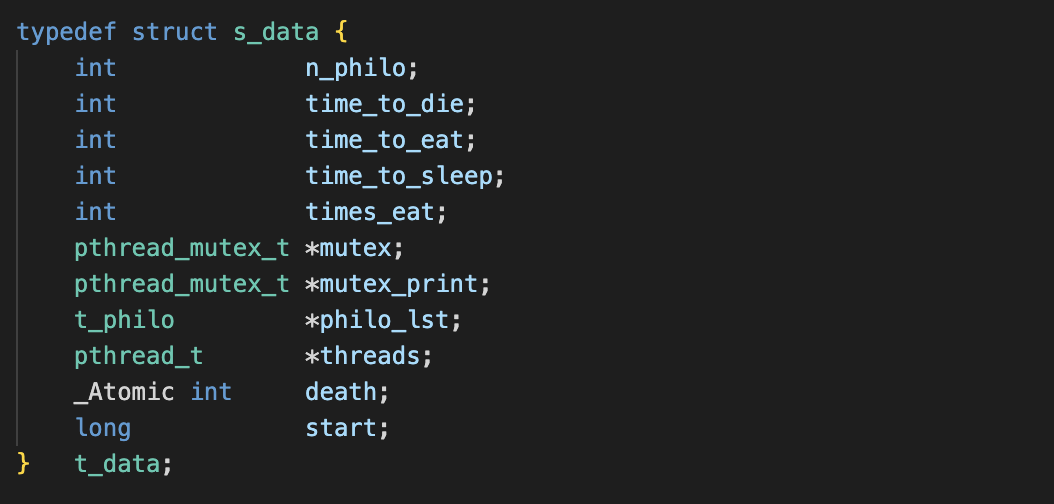 typedef struct s_data {
    int             n_philo;
    int             time_to_die;
    int             time_to_eat;
    int             time_to_sleep;
    int             times_eat;
    pthread_mutex_t *mutex;
    pthread_mutex_t *mutex_print;
    t_philo         *philo_lst;
    pthread_t       *threads;
    _Atomic int     death;
    long            start;
}   t_data;